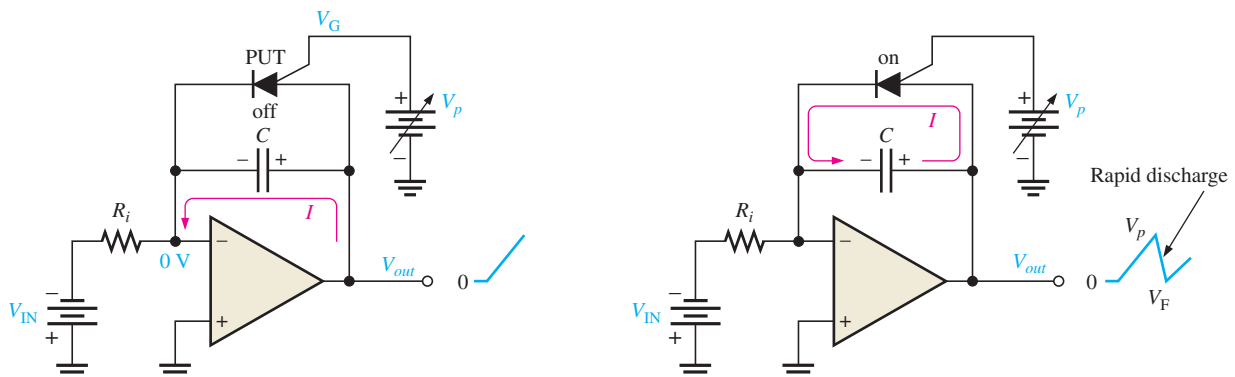 V_G
PUT
off
C
V_p
+
−
− +
I
R_i
0 V
−
+
V_out
0
V_IN
−
+
on
I
C
− +
V_p
+
−
Rapid discharge
R_i
−
+
V_out
0
V_p
V_F
V_IN
−
+